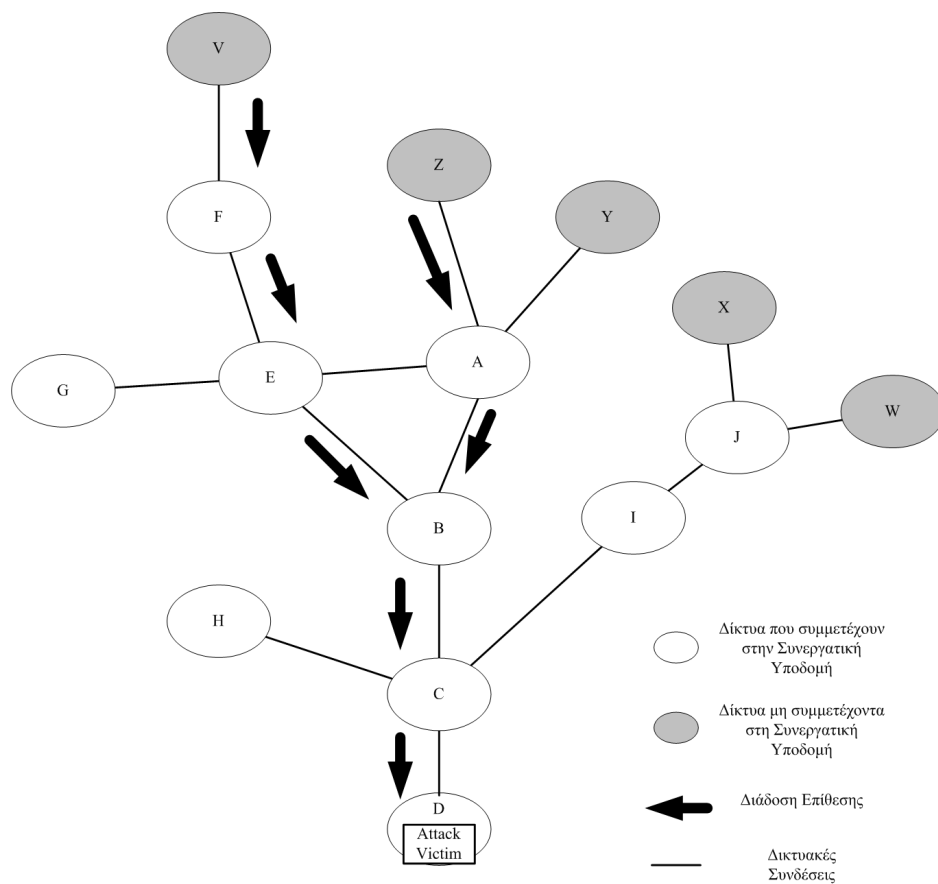 V
Z
Y
F
X
A
E
G
W
J
I
B
H
C
D
Attack
Victim
Δίκτυα που συμμετέχουν
στην Συνεργατική
Υποδομή
Δίκτυα μη συμμετέχοντα
στη Συνεργατική
Υποδομή
Διάδοση Επίθεσης
Δικτυακές
Συνδέσεις